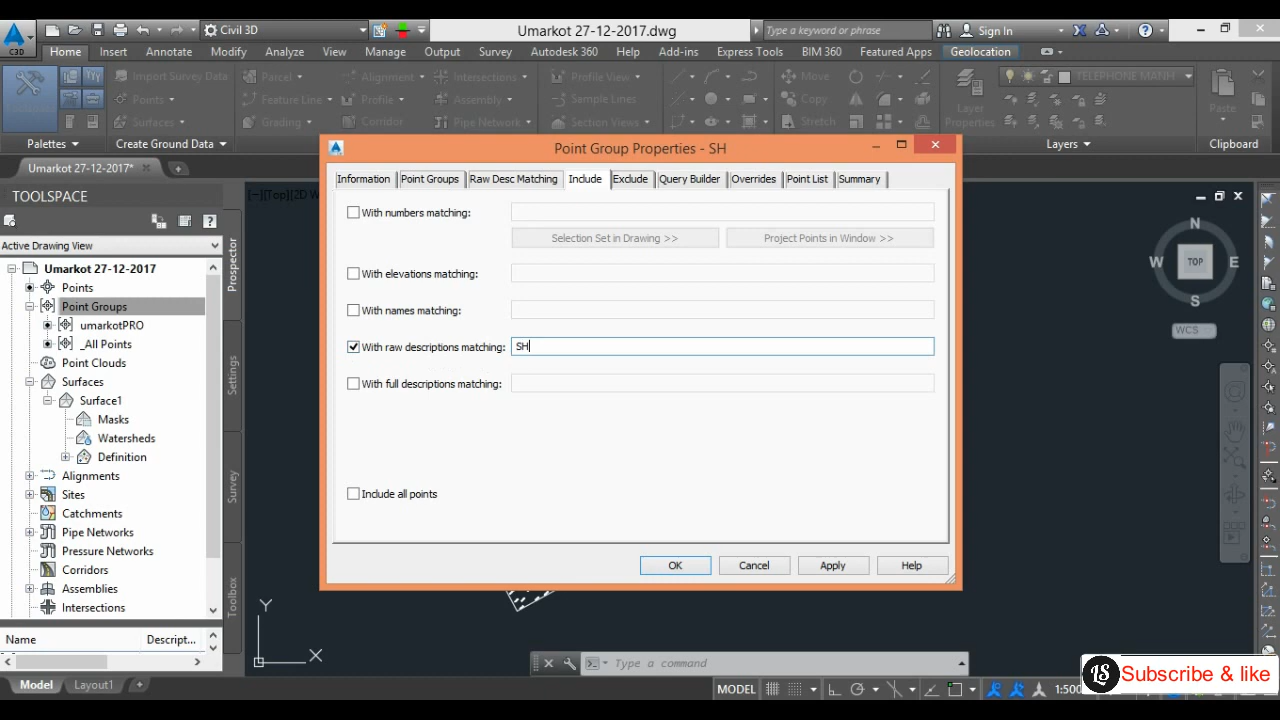 C3D
Civil 3D
Umarkot 27-12-2017.dwg
Type a keyword or phrase
Sign In
Home Insert Annotate Modify Analyze View Manage Output Survey Autodesk 360 Help Add-ins Express Tools BIM 360 Featured Apps Geolocation
Import Survey Data Parcel Alignment Intersections Profile View Move TELEPHONE MATIH
Points Feature Line Profile Assembly Sample Lines Copy Layer Paste
Surfaces Grading Corridor Pipe Network Section Views Stretch Properties
Palettes Create Ground Data Layers Clipboard
Umarkot 27-12-2017*
TOOLSPACE
Active Drawing View
Umarkot 27-12-2017
Points
Point Groups
umarkotPRO
_All Points
Point Clouds
Surfaces
Surface1
Masks
Watersheds
Definition
Alignments
Sites
Catchments
Pipe Networks
Pressure Networks
Corridors
Assemblies
Intersections
Name Descript...
Prospector
Settings
Survey
Toolbox
Point Group Properties - SH
Information Point Groups Raw Desc Matching Include Exclude Query Builder Overrides Point List Summary
With numbers matching:
Selection Set in Drawing >> Project Points in Window >>
With elevations matching:
With names matching:
With raw descriptions matching: SH
With full descriptions matching:
Include all points
OK Cancel Apply Help
N
W TOP E
S
WCS
Y
X
Type a command
Model Layout1
MODEL
1:500
LS
Subscribe & like